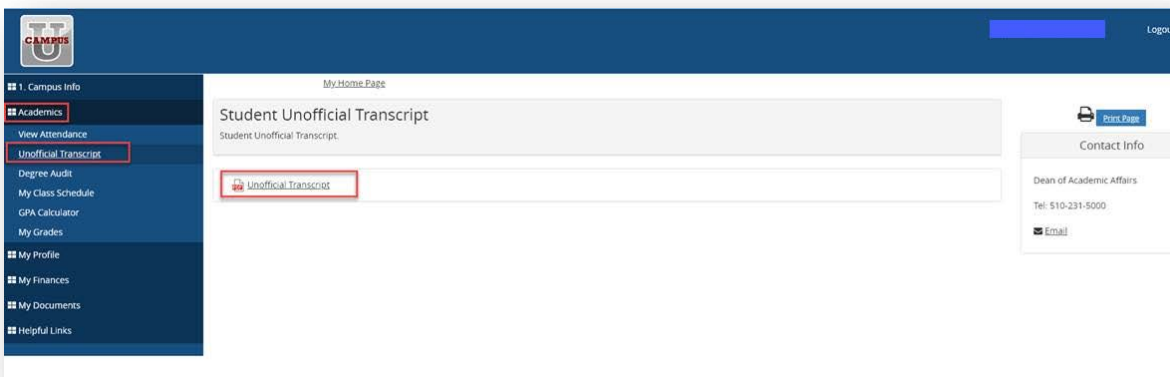 CAMPUS
U
Logou
1. Campus Info
Academics
View Attendance
Unofficial Transcript
Degree Audit
My Class Schedule
GPA Calculator
My Grades
My Profile
My Finances
My Documents
Helpful Links
My Home Page
Student Unofficial Transcript
Student Unofficial Transcript.
Unofficial Transcript
Print Page
Contact Info
Dean of Academic Affairs
Tel: 510-231-5000
Email